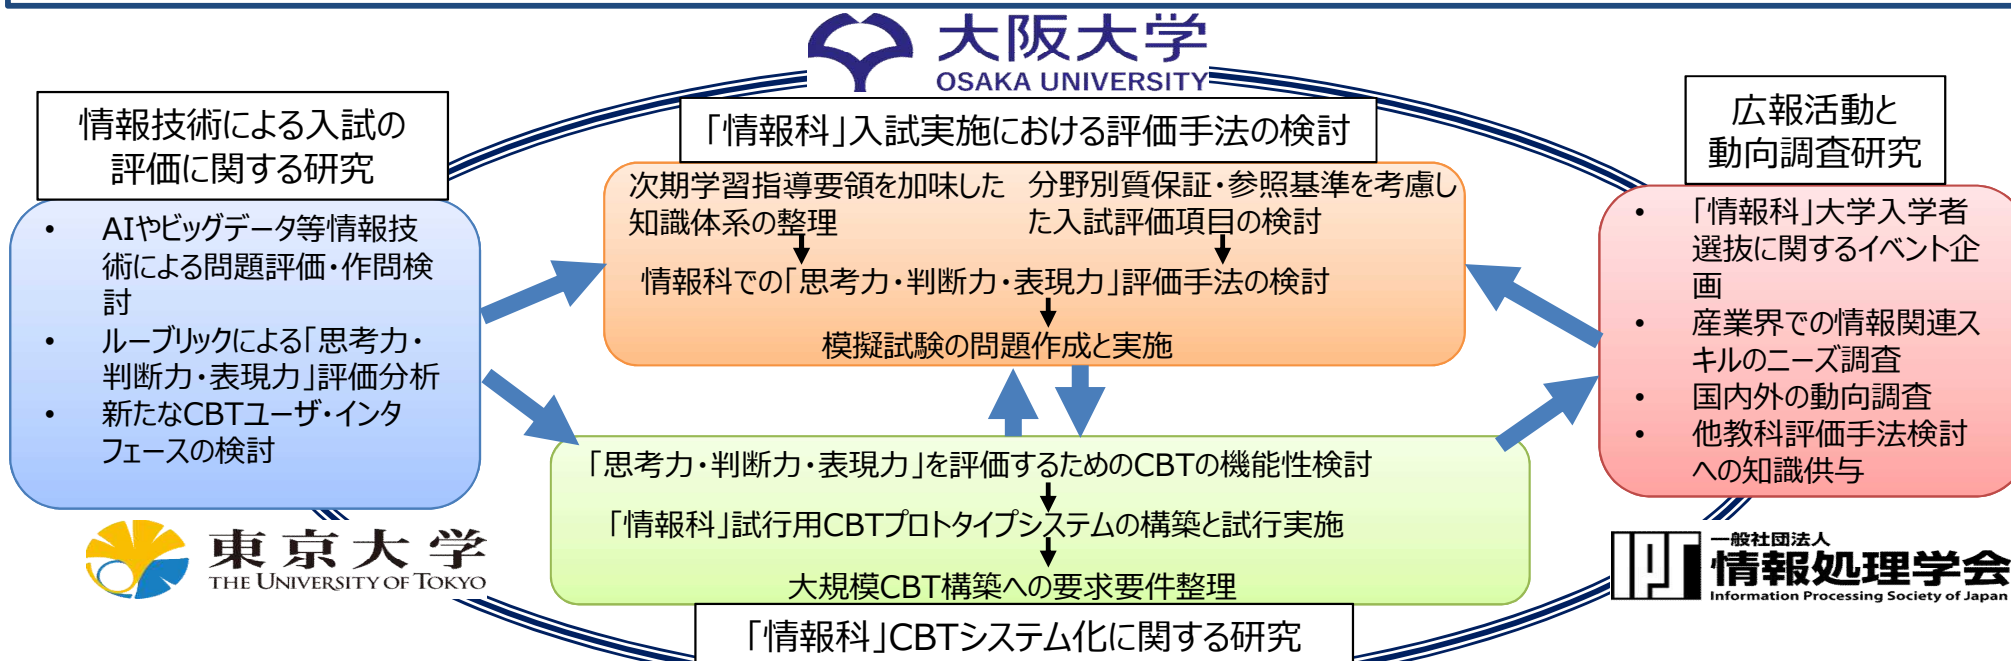 大阪大学
OSAKA UNIVERSITY
情報技術による入試の
評価に関する研究
• AIやビッグデータ等情報技
術による問題評価・作問検
討
• ルーブリックによる「思考力・
判断力・表現力」評価分析
• 新たなCBTユーザ・インタ
フェースの検討
東京大学
THE UNIVERSITY OF TOKYO
「情報科」入試実施における評価手法の検討
次期学習指導要領を加味した
知識体系の整理
分野別質保証・参照基準を考慮し
た入試評価項目の検討
情報科での「思考力・判断力・表現力」評価手法の検討
模擬試験の問題作成と実施
「思考力・判断力・表現力」を評価するためのCBTの機能性検討
「情報科」試行用CBTプロトタイプシステムの構築と試行実施
大規模CBT構築への要求要件整理
「情報科」CBTシステム化に関する研究
広報活動と
動向調査研究
• 「情報科」大学入学者
選抜に関するイベント企
画
• 産業界での情報関連ス
キルのニーズ調査
• 国内外の動向調査
• 他教科評価手法検討
への知識供与
一般社団法人
情報処理学会
Information Processing Society of Japan